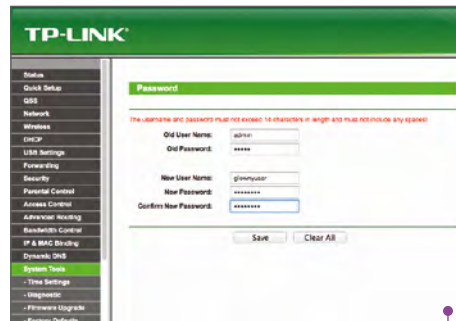 TP-LINK
Status
Quick Setup
QSS
Network
Wireless
DHCP
USB Settings
Forwarding
Security
Parental Control
Access Control
Advanced Routing
Bandwidth Control
IP & MAC Binding
Dynamic DNS
System Tools
- Time Settings
- Diagnostic
- Firmware Upgrade
- Factory Defaults
Password
The username and password must not exceed 14 characters in length and must not include any spaces!
Old User Name: admin
Old Password: •••••
New User Name:
New Password: ••••••••
Confirm New Password: ••••••••
Save Clear All